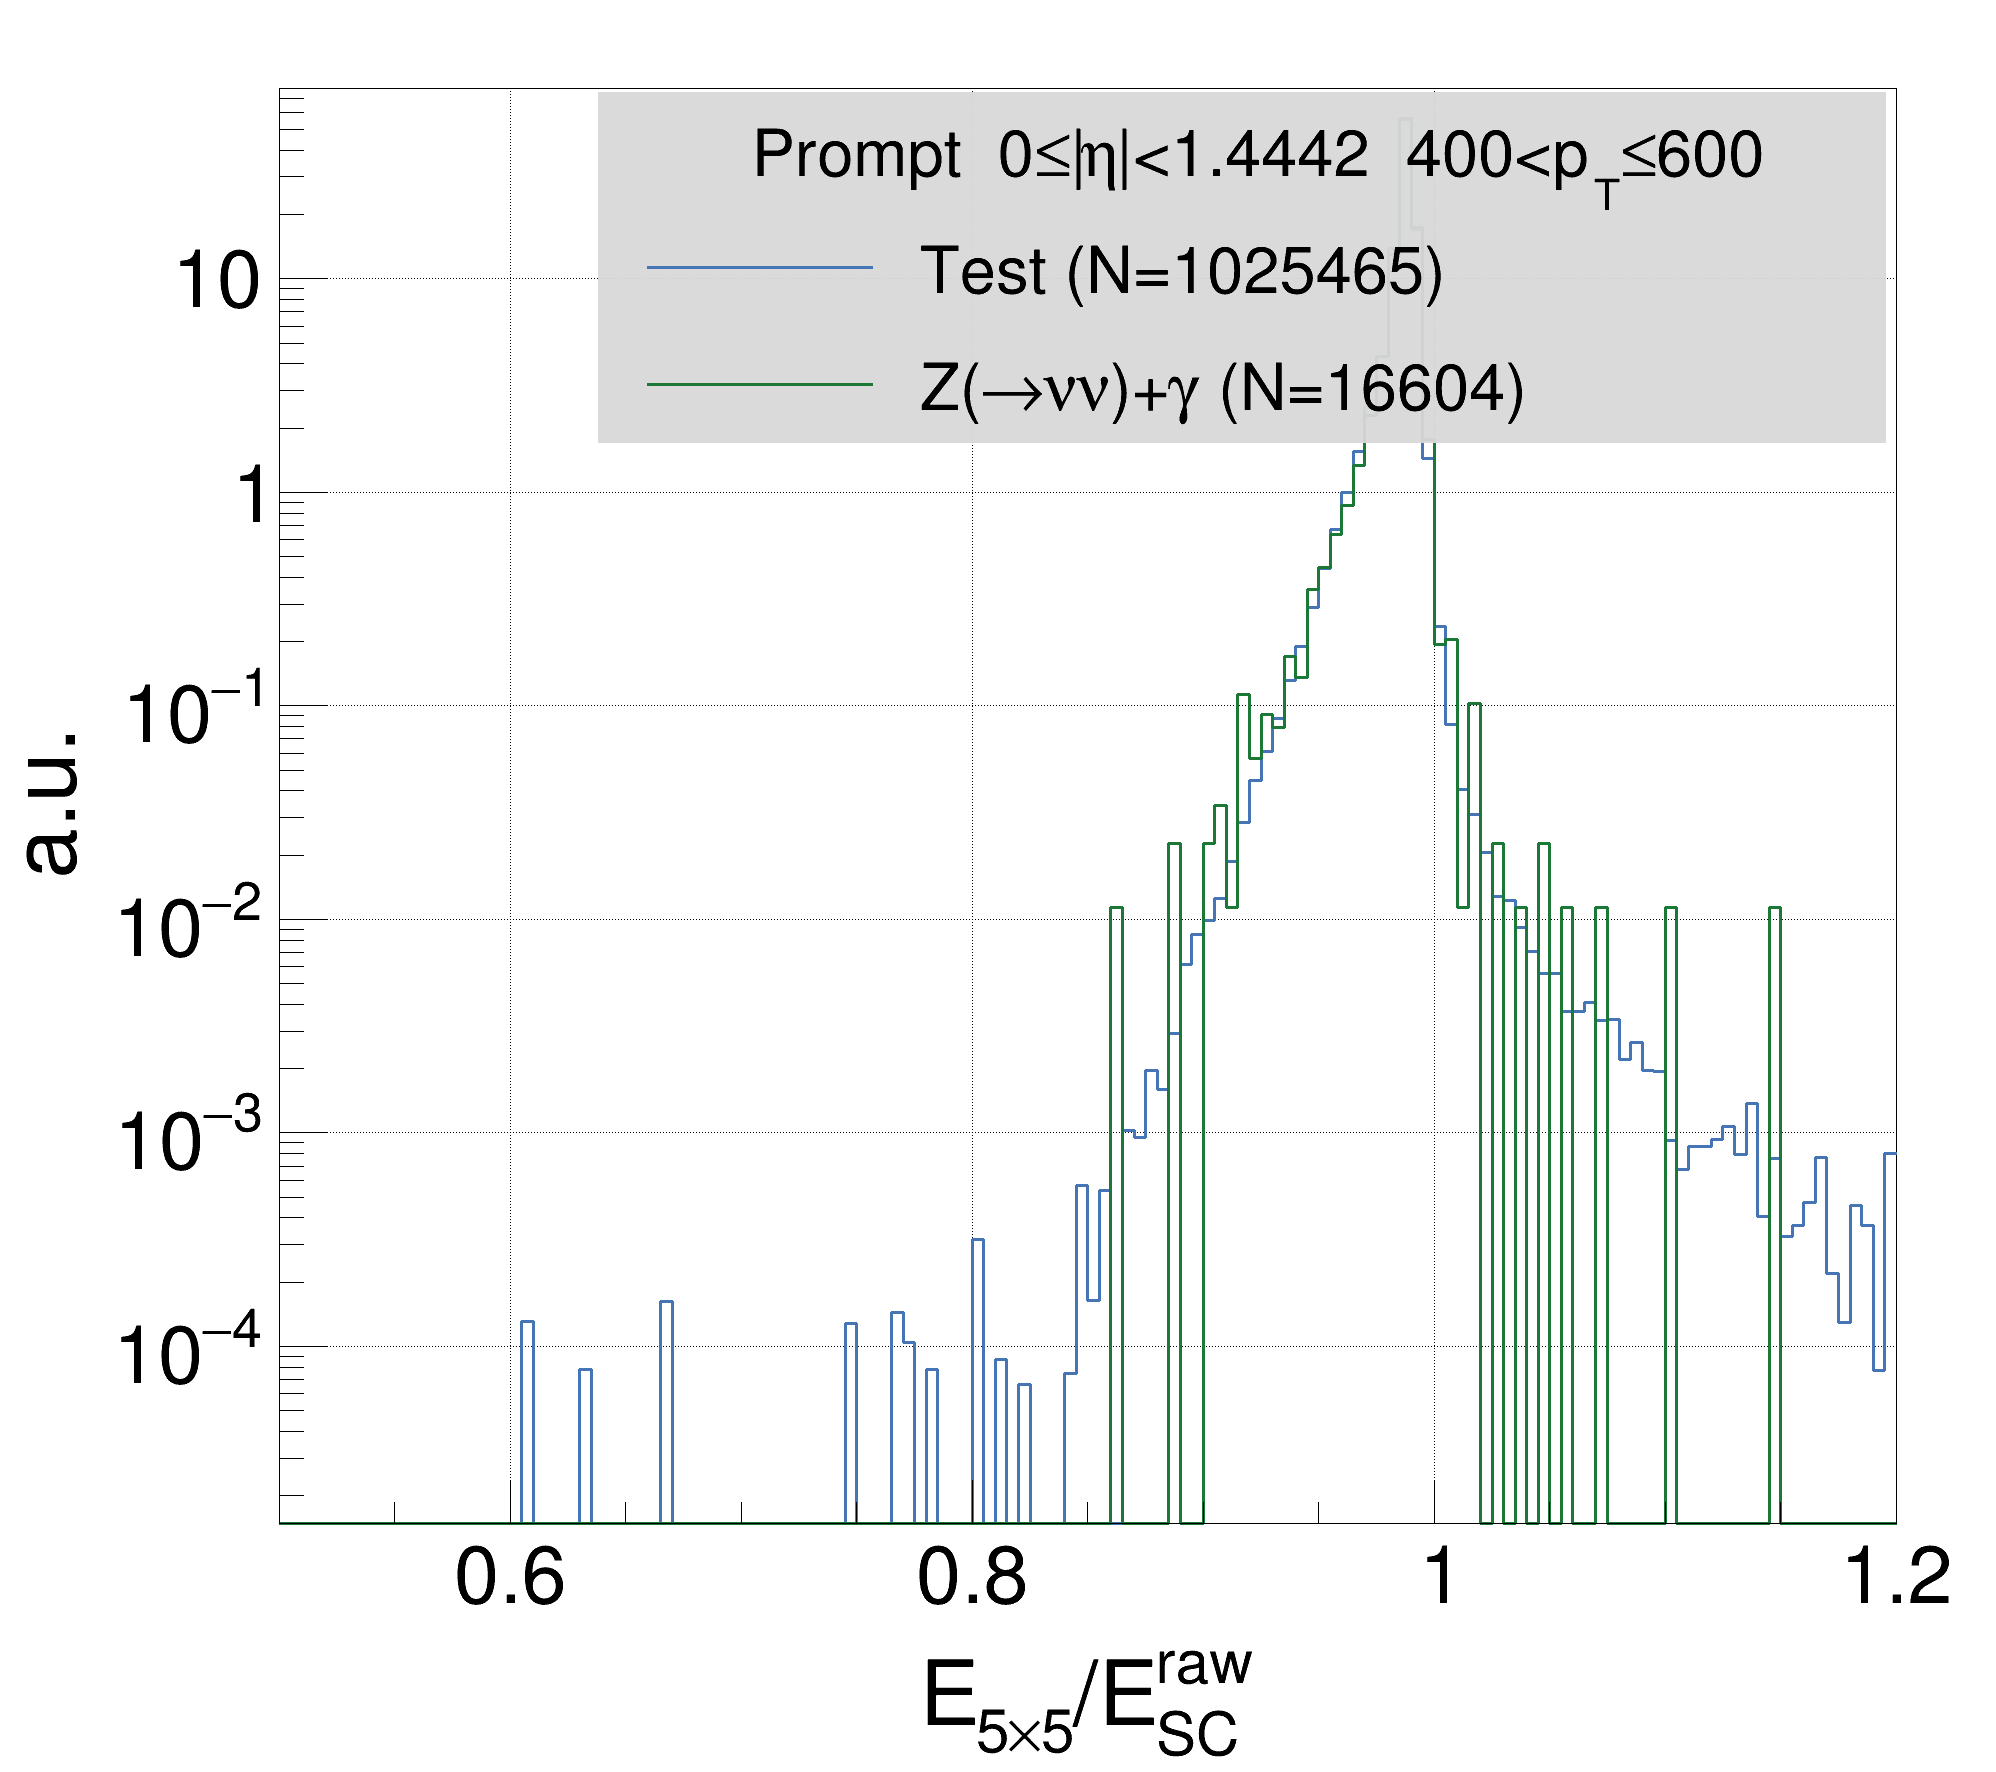 Prompt 0≤|η|<1.4442 400<p_T≤600
Test (N=1025465)
Z(→νν)+γ (N=16604)
10
1
10⁻¹
10⁻²
10⁻³
10⁻⁴
a.u.
0.6 0.8 1 1.2
E_5×5/E_SC^raw